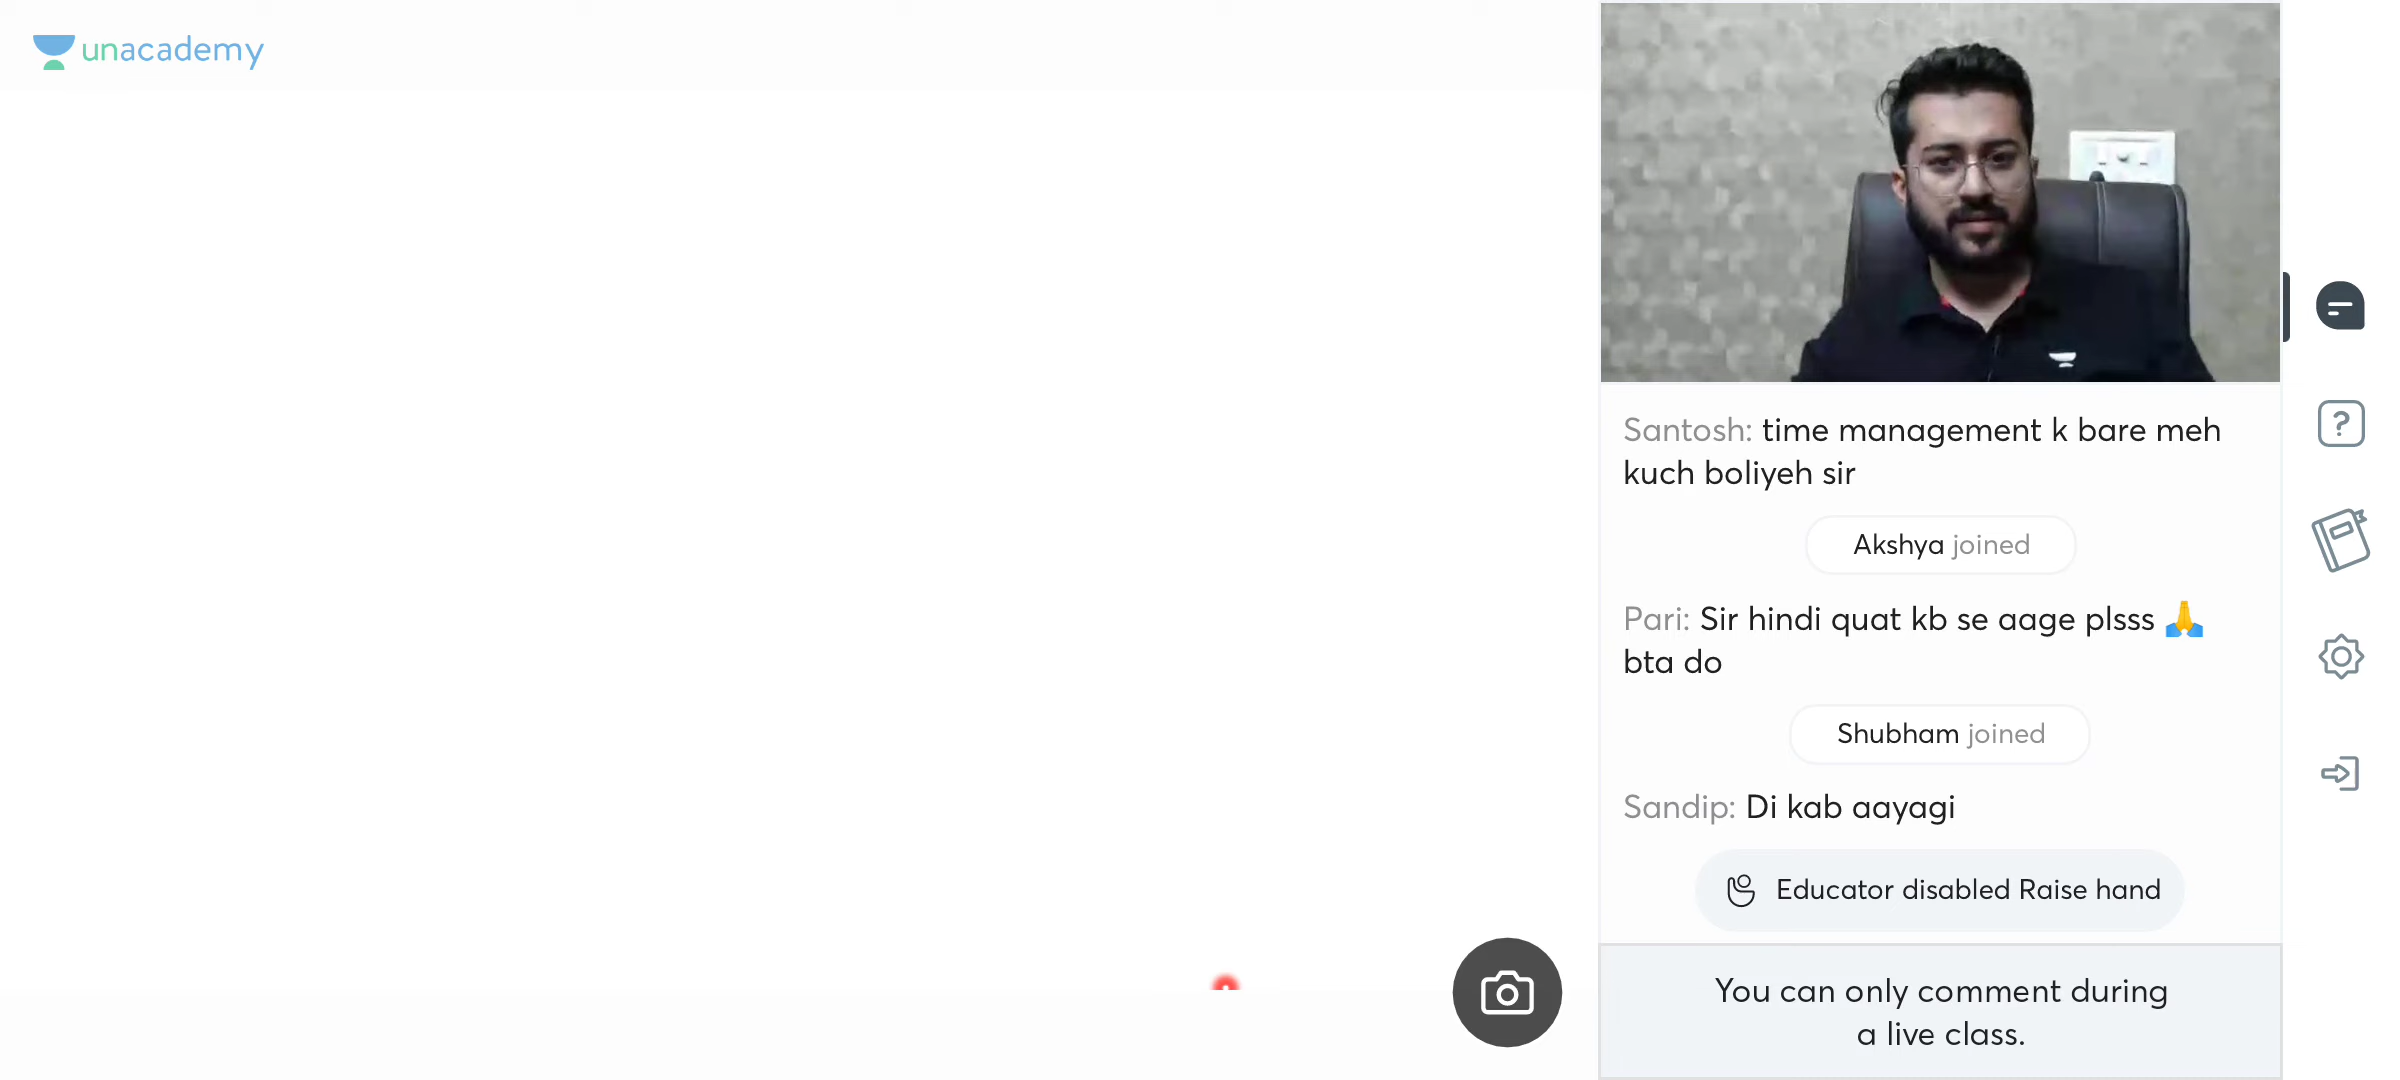 unacademy
Santosh: time management k bare meh
kuch boliyeh sir
Akshya joined
Pari: Sir hindi quat kb se aage plsss 🙏
bta do
Shubham joined
Sandip: Di kab aayagi
Educator disabled Raise hand
You can only comment during
a live class.